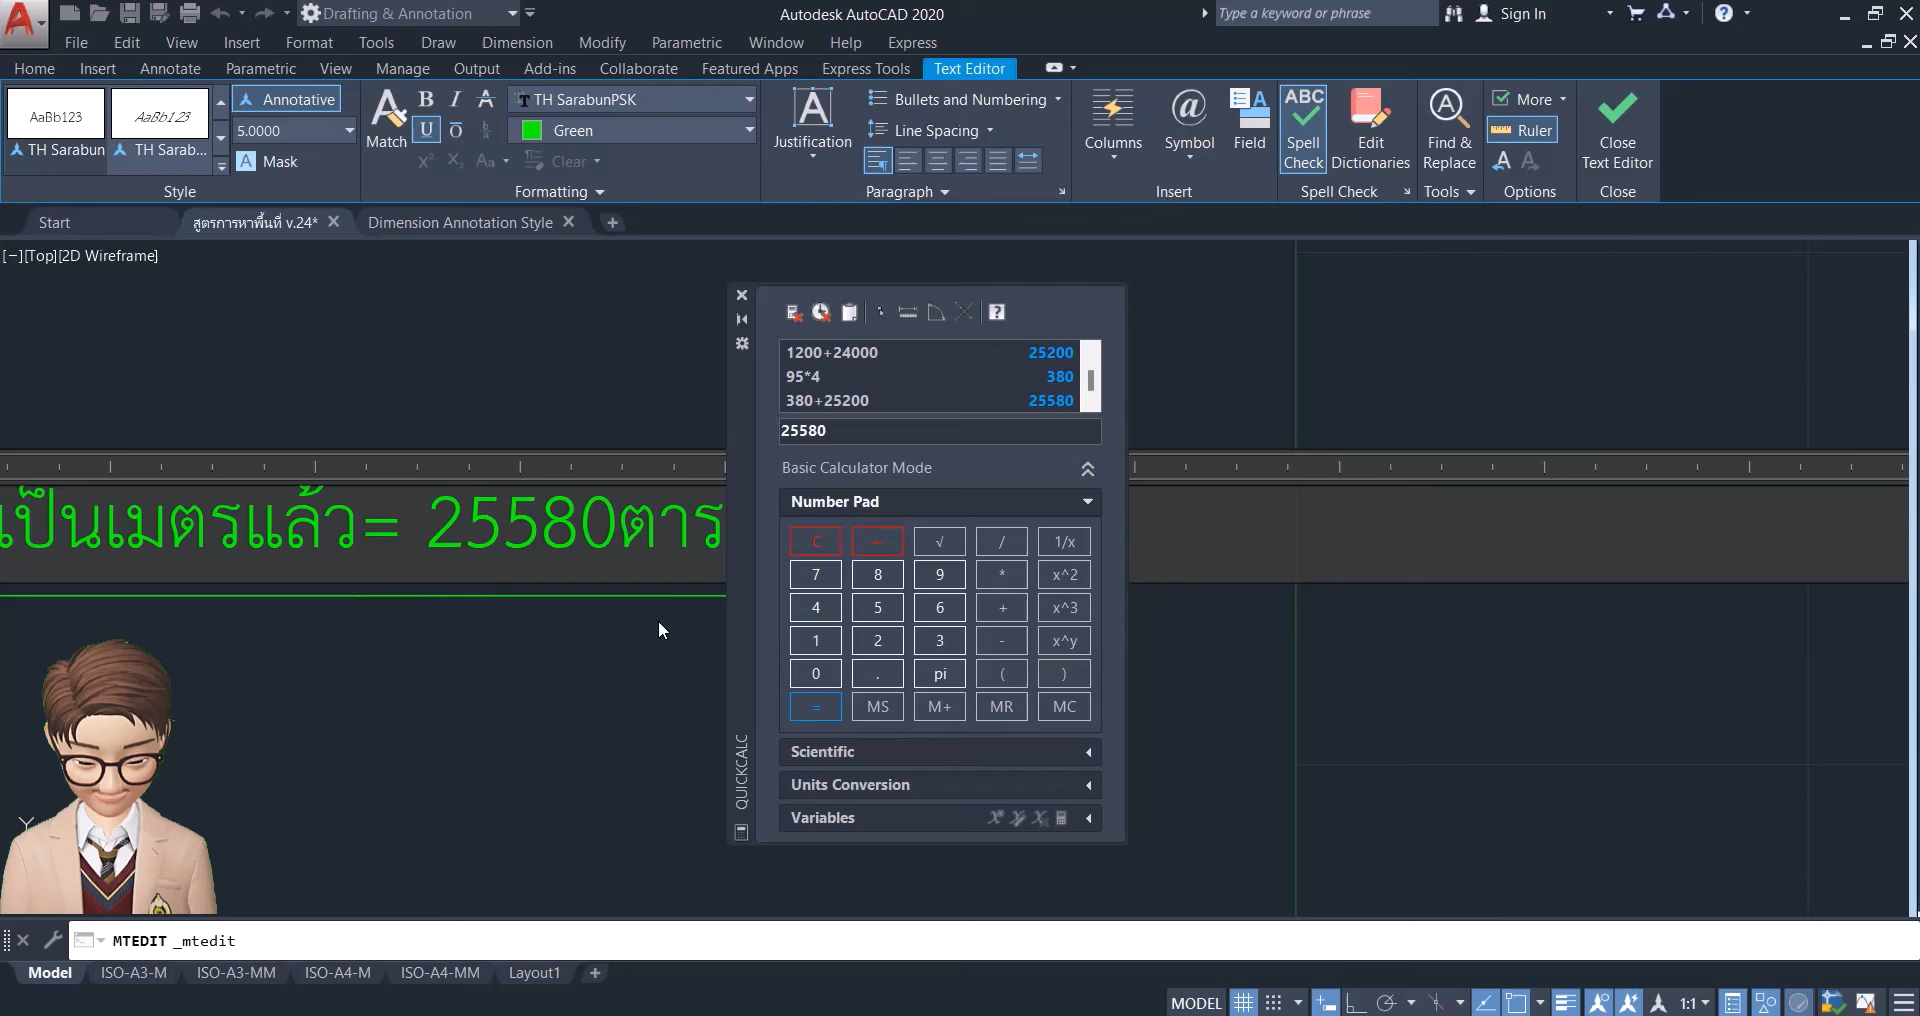 Drafting & Annotation
Autodesk AutoCAD 2020
Type a keyword or phrase
Sign In
File Edit View Insert Format Tools Draw Dimension Modify Parametric Window Help Express
Home Insert Annotate Parametric View Manage Output Add-ins Collaborate Featured Apps Express Tools Text Editor
AaBb123 AaBb123
TH Sarabun TH Sarab...
Annotative
5.0000
A Mask
Style
Match
B I A
U O
TH SarabunPSK
Green
Clear
Formatting
Justification
Bullets and Numbering
Line Spacing
Paragraph
Columns
Symbol
Field
Insert
ABC
Spell Check
Edit Dictionaries
Spell Check
Find & Replace
Tools
More
Ruler
Options
Close Text Editor
Close
Start
สูตรการหาพื้นที่ v.24*
Dimension Annotation Style
[−][Top][2D Wireframe]
1200+24000 25200
95*4 380
380+25200 25580
25580
Basic Calculator Mode
Number Pad
C ← √ / 1/x
7 8 9 * x^2
4 5 6 + x^3
1 2 3 - x^y
0 . pi ( )
= MS M+ MR MC
Scientific
Units Conversion
Variables
QUICKCALC
เป็นเมตรแล้ว= 25580ตาร
Y
MTEDIT _mtedit
Model ISO-A3-M ISO-A3-MM ISO-A4-M ISO-A4-MM Layout1
MODEL
1:1